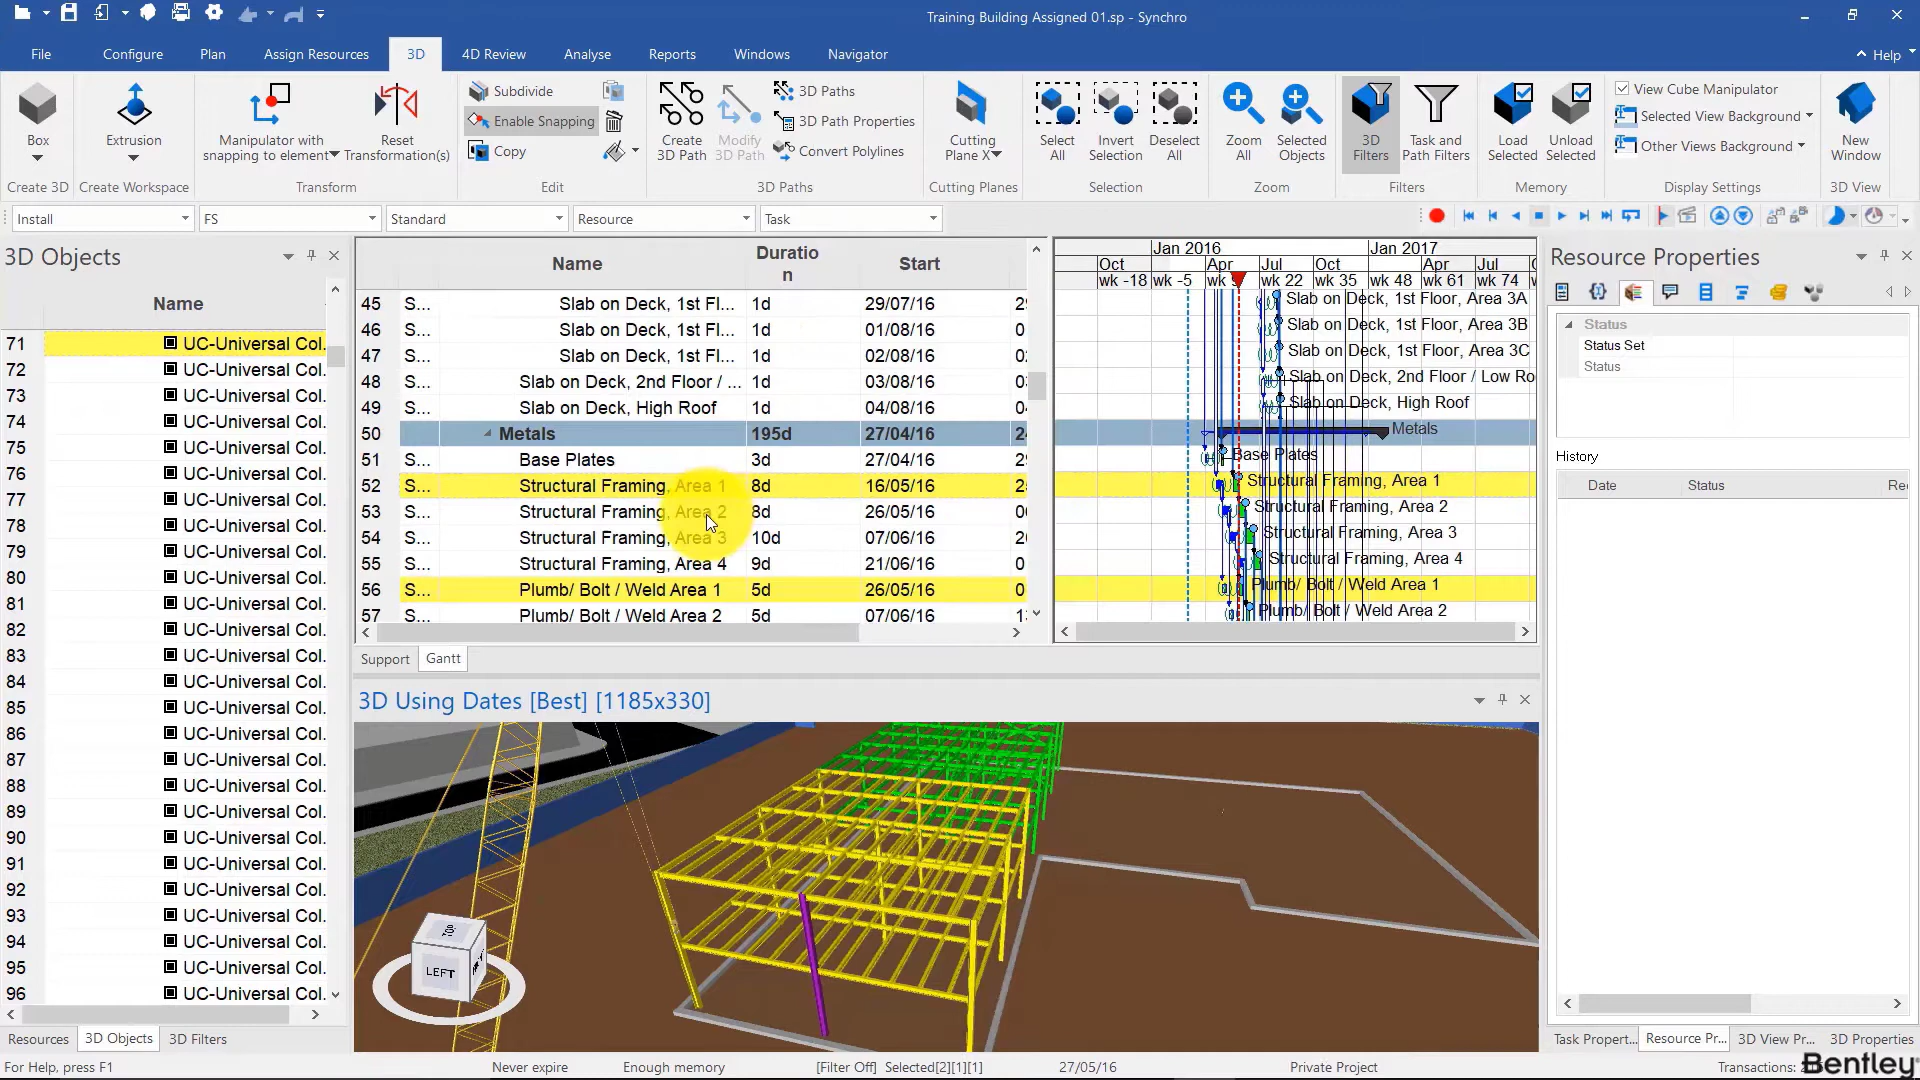 Training Building Assigned 01.sp - Synchro
File Configure Plan Assign Resources 3D 4D Review Analyse Reports Windows Navigator Help
Box
Extrusion
Manipulator with snapping to element
Reset Transformation(s)
Subdivide
Enable Snapping
Copy
Create 3D Path
Modify 3D Path
3D Paths
3D Path Properties
Convert Polylines
Cutting Plane X
Select All
Invert Selection
Deselect All
Zoom All
Selected Objects
3D Filters
Task and Path Filters
Load Selected
Unload Selected
View Cube Manipulator
Selected View Background
Other Views Background
New Window
Create 3D Create Workspace Transform Edit 3D Paths Cutting Planes Selection Zoom Filters Memory Display Settings 3D View
Install FS Standard Resource Task
3D Objects
Name
71 UC-Universal Col.
72 UC-Universal Col.
73 UC-Universal Col.
74 UC-Universal Col.
75 UC-Universal Col.
76 UC-Universal Col.
77 UC-Universal Col.
78 UC-Universal Col.
79 UC-Universal Col.
80 UC-Universal Col.
81 UC-Universal Col.
82 UC-Universal Col.
83 UC-Universal Col.
84 UC-Universal Col.
85 UC-Universal Col.
86 UC-Universal Col.
87 UC-Universal Col.
88 UC-Universal Col.
89 UC-Universal Col.
90 UC-Universal Col.
91 UC-Universal Col.
92 UC-Universal Col.
93 UC-Universal Col.
94 UC-Universal Col.
95 UC-Universal Col.
96 UC-Universal Col.
Resources 3D Objects 3D Filters
Name Duratio n Start
45 S... Slab on Deck, 1st Fl... 1d 29/07/16
46 S... Slab on Deck, 1st Fl... 1d 01/08/16
47 S... Slab on Deck, 1st Fl... 1d 02/08/16
48 S... Slab on Deck, 2nd Floor / ... 1d 03/08/16
49 S... Slab on Deck, High Roof 1d 04/08/16
50 Metals 195d 27/04/16
51 S... Base Plates 3d 27/04/16
52 S... Structural Framing, Area 1 8d 16/05/16
53 S... Structural Framing, Area 2 8d 26/05/16
54 S... Structural Framing, Area 3 10d 07/06/16
55 S... Structural Framing, Area 4 9d 21/06/16
56 S... Plumb/ Bolt / Weld Area 1 5d 26/05/16
57 S... Plumb/ Bolt / Weld Area 2 5d 07/06/16
Support Gantt
Jan 2016 Jan 2017
Oct Apr Jul Oct Apr Jul
wk -18 wk -5 wk wk 22 wk 35 wk 48 wk 61 wk 74
Slab on Deck, 1st Floor, Area 3A
Slab on Deck, 1st Floor, Area 3B
Slab on Deck, 1st Floor, Area 3C
Slab on Deck, 2nd Floor / Low Ro
Slab on Deck, High Roof
Metals
Base Plates
Structural Framing, Area 1
Structural Framing, Area 2
Structural Framing, Area 3
Structural Framing, Area 4
Plumb/ Bolt / Weld Area 1
Plumb/ Bolt / Weld Area 2
3D Using Dates [Best] [1185x330]
TOP
LEFT
Resource Properties
Status
Status Set
Status
History
Date Status Re
Task Propert... Resource Pr... 3D View Pr... 3D Properties
For Help, press F1 Never expire Enough memory [Filter Off] Selected[2][1][1] 27/05/16 Private Project Transactions:
Bentley